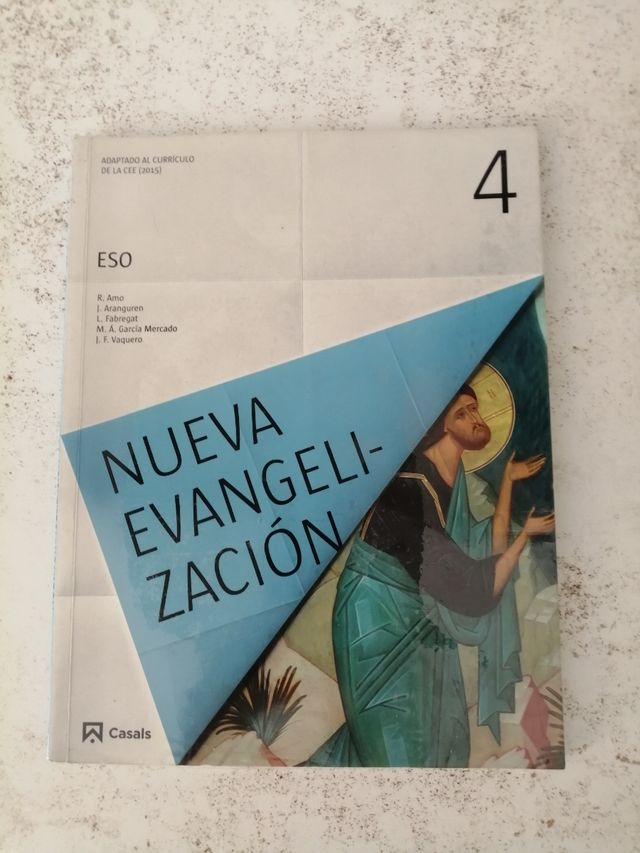 ADAPTADO AL CURRÍCULO
DE LA CEE (2015)
4
ESO
R. Amo
J. Aranguren
L. Fabregat
M. Á. García Mercado
J. F. Vaquero
NUEVA
EVANGELI-
ZACIÓN
Casals